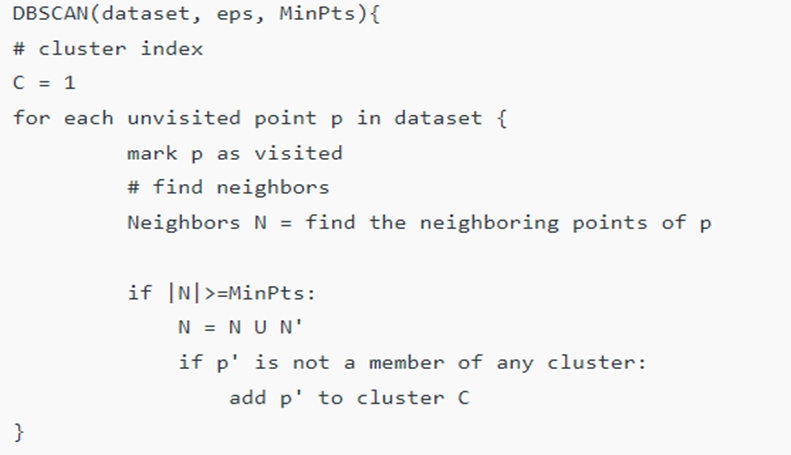 DBSCAN(dataset, eps, MinPts){
# cluster index
C = 1
for each unvisited point p in dataset {
mark p as visited
# find neighbors
Neighbors N = find the neighboring points of p
if |N|>=MinPts:
N = N U N'
if p' is not a member of any cluster:
add p' to cluster C
}